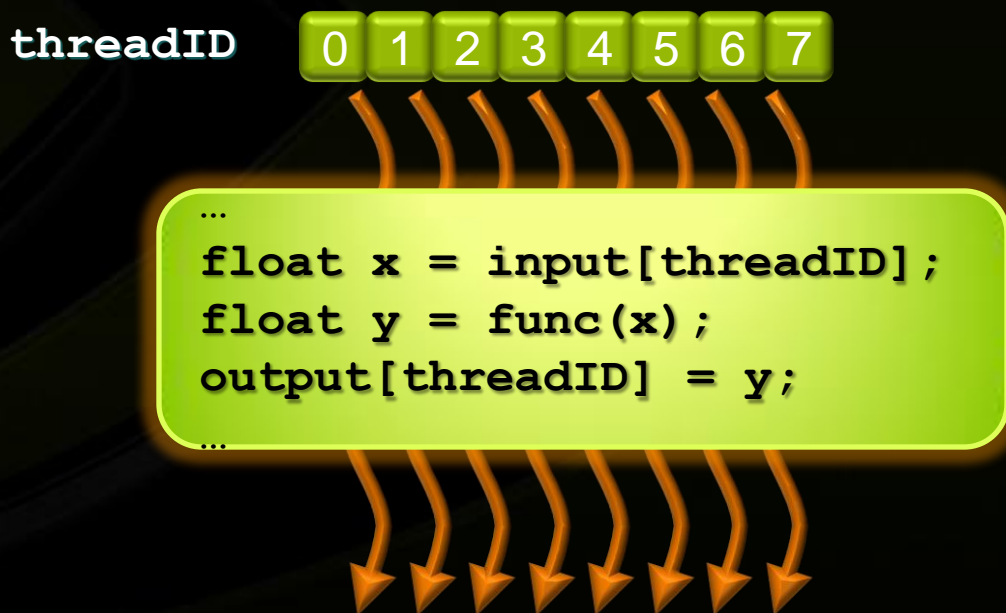 threadID 0 1 2 3 4 5 6 7
…
float x = input[threadID];
float y = func(x);
output[threadID] = y;
…